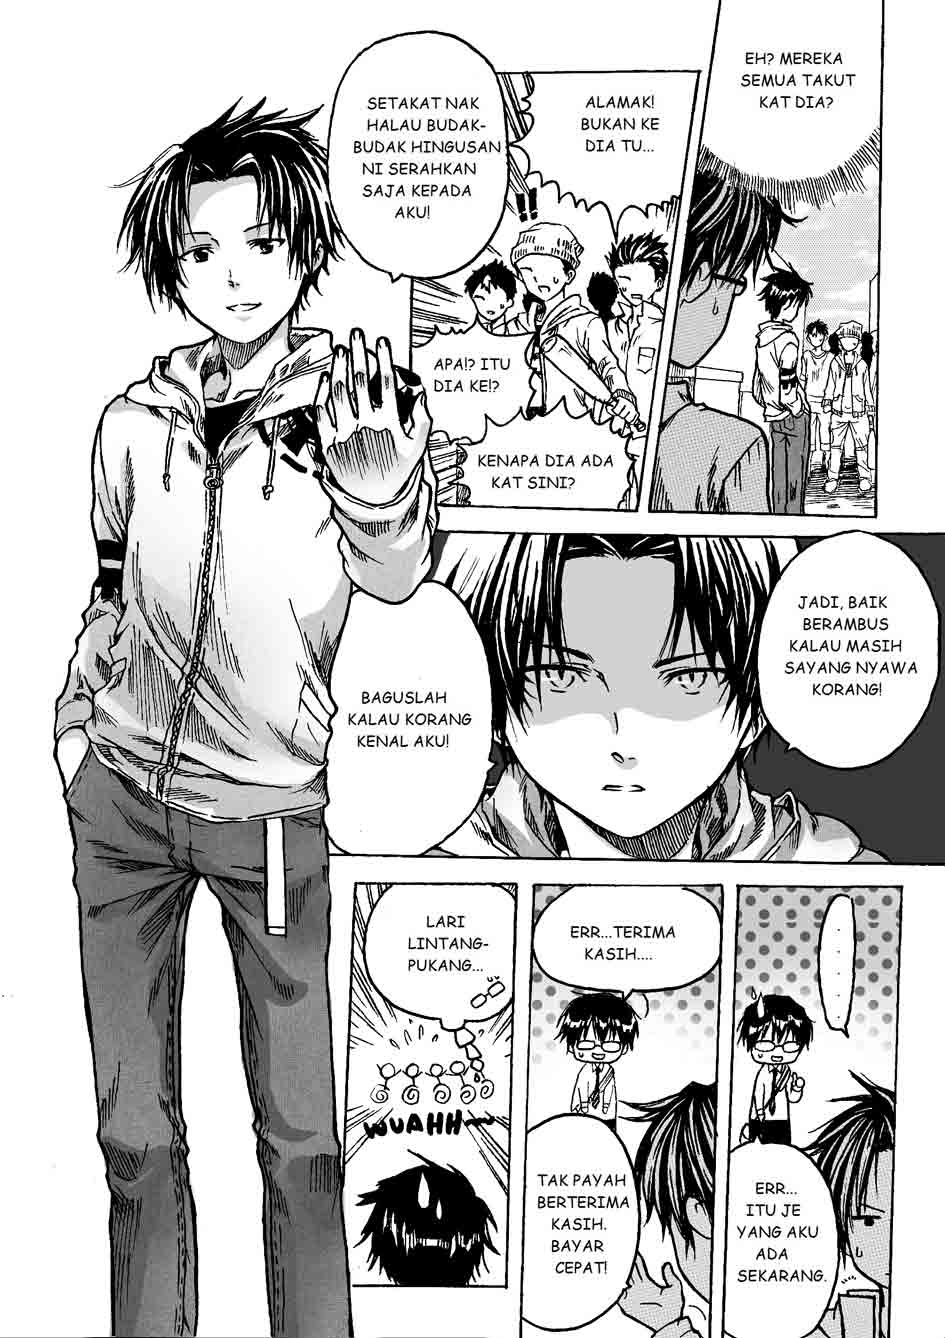 SETAKAT NAK
HALAU BUDAK-
BUDAK HINGUSAN
NI SERAHKAN
SAJA KEPADA
AKU!
ALAMAK!
BUKAN KE
DIA TU...
!!
APA!? ITU
DIA KE!?
KENAPA DIA ADA
KAT SINI?
EH? MEREKA
SEMUA TAKUT
KAT DIA?
BAGUSLAH
KALAU KORANG
KENAL AKU!
JADI, BAIK
BERAMBUS
KALAU MASIH
SAYANG NYAWA
KORANG!
LARI
LINTANG-
PUKANG...
WUAHH~
ERR...TERIMA
KASIH....
TAK PAYAH
BERTERIMA
KASIH.
BAYAR
CEPAT!
......
ERR...
ITU JE
YANG AKU
ADA
SEKARANG.